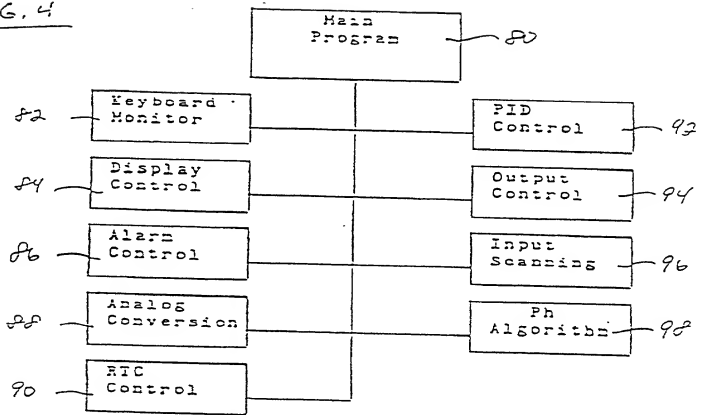 G. 4
Main
Program
80
82
Keyboard
Monitor
PID
Control
92
84
Display
Control
Output
Control
94
86
Alarm
Control
Input
Scanning
96
88
Analog
Conversion
Ph
Algorithm
98
90
RTC
Control